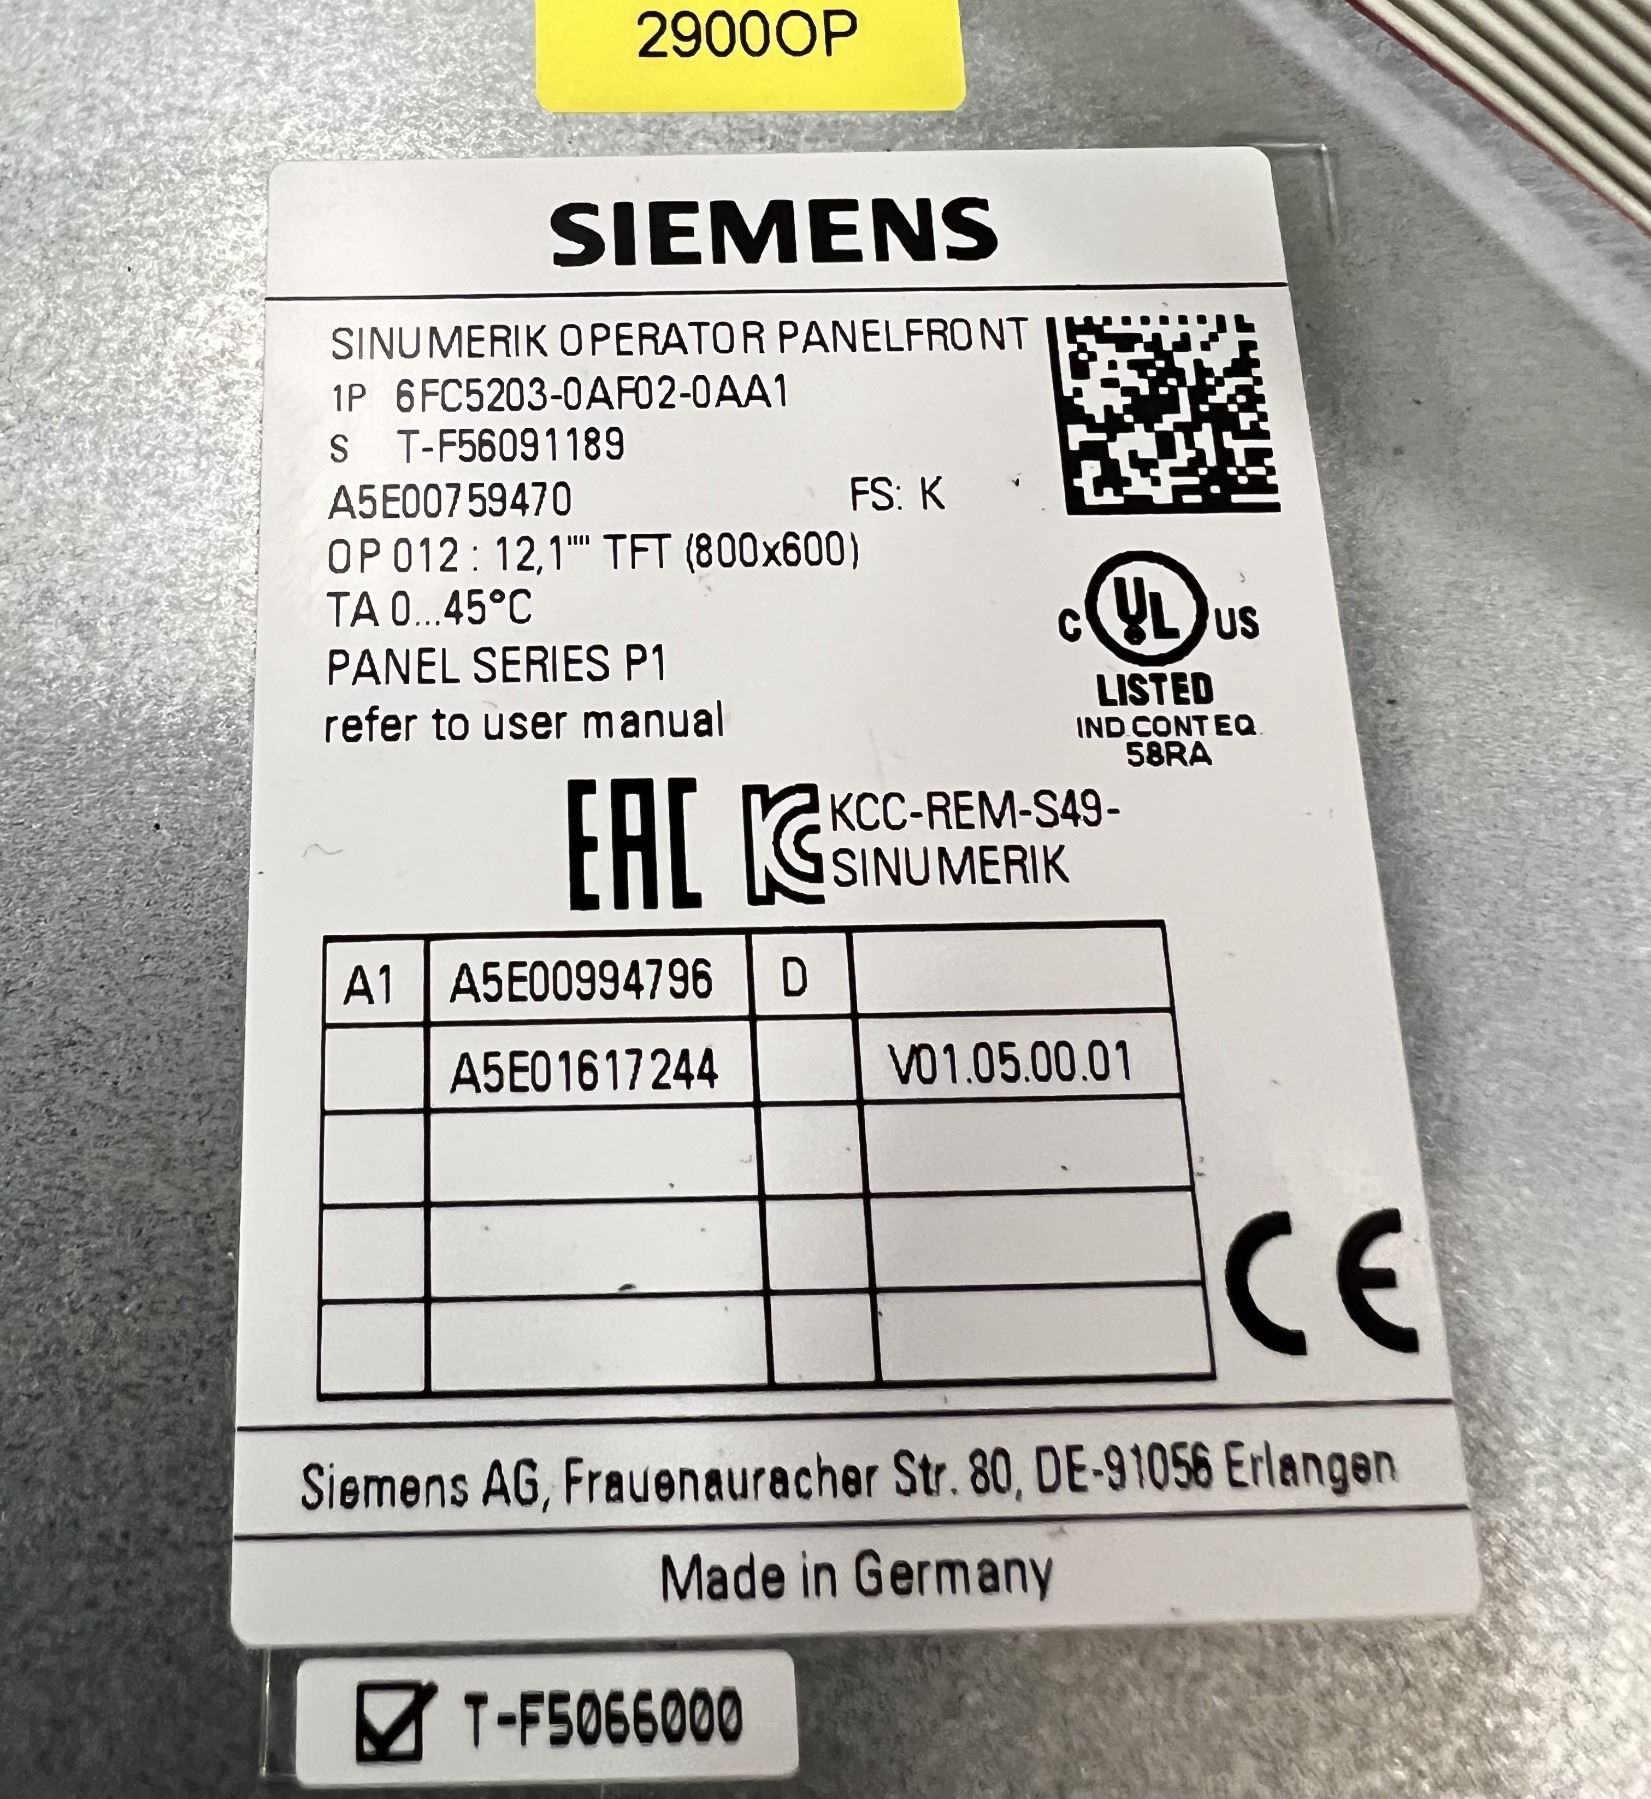 2900OP
SIEMENS
SINUMERIK OPERATOR PANELFRONT
1P 6FC5203-0AF02-0AA1
S T-F56091189
A5E00759470 FS: K
OP 012 : 12,1"" TFT (800x600)
TA 0...45°C
PANEL SERIES P1
refer to user manual
C UL US
LISTED
IND.CONT.EQ.
58RA
EAC KC KCC-REM-S49-
SINUMERIK
A1 A5E00994796 D
A5E01617244 V01.05.00.01
CE
Siemens AG, Frauenauracher Str. 80, DE-91056 Erlangen
Made in Germany
T-F5066000